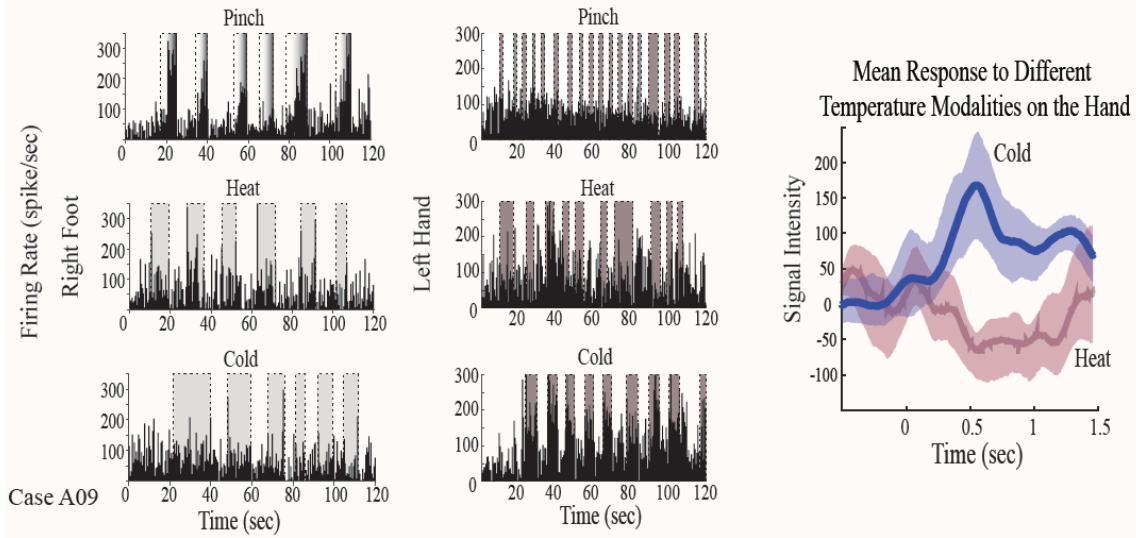 Pinch
300
200
100
0 20 40 60 80 100 120
Heat
300
200
100
0 20 40 60 80 100 120
Cold
300
200
100
0 20 40 60 80 100 120
Time (sec)
Firing Rate (spike/sec)
Right Foot
Case A09
Pinch
300
200
100
20 40 60 80 100 120
Heat
300
200
100
20 40 60 80 100 120
Cold
300
200
100
20 40 60 80 100 120
Time (sec)
Left Hand
Mean Response to Different
Temperature Modalities on the Hand
200
150
100
50
0
-50
-100
Signal Intensity
Cold
Heat
0 0.5 1 1.5
Time (sec)